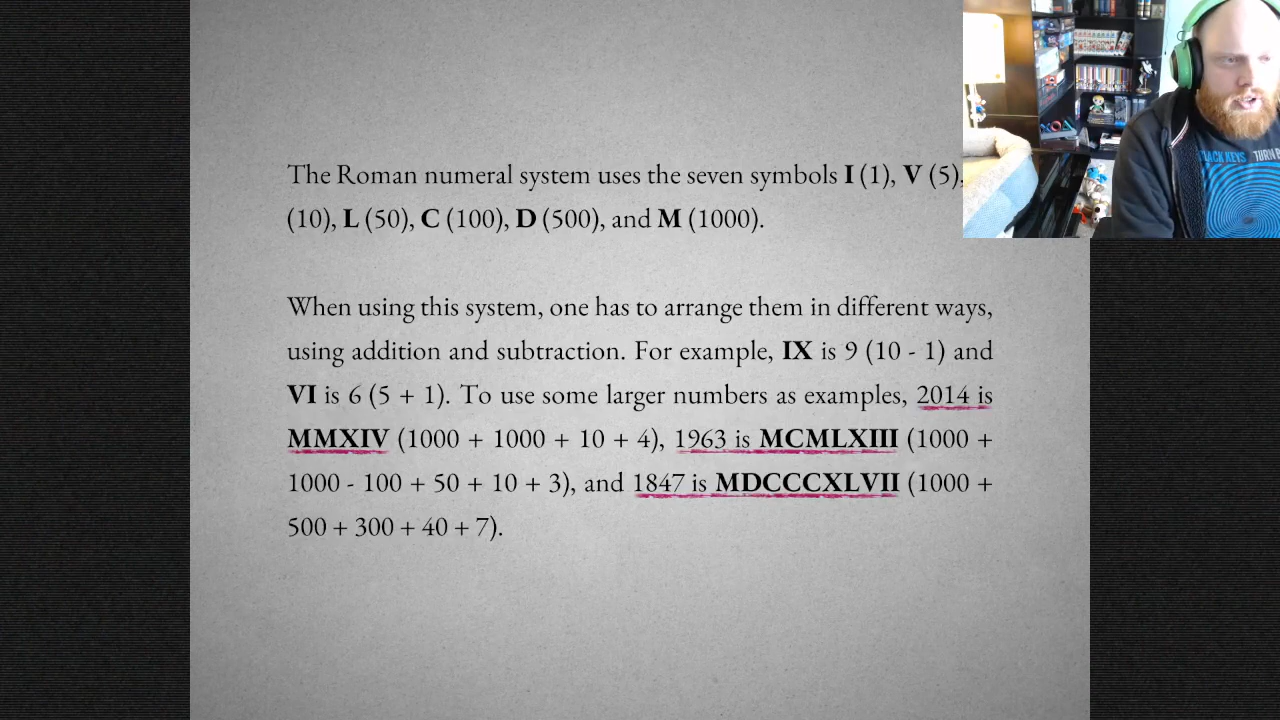 The Roman numeral system uses the seven symbols I (1), V (5),
(10), L (50), C (100), D (500), and M (1000).
When using this system, one has to arrange them in different ways,
using addition and subtraction. For example, IX is 9 (10 - 1) and
VI is 6 (5 + 1). To use some larger numbers as examples, 2014 is
MMXIV (1000 + 1000 + 10 + 4), 1963 is MCMLXIII (1000 +
1000 - 100 + 50 + 10 + 3), and 1847 is MDCCCXLVII (1000 +
500 + 300 + 40 + 7).
KEYS TURN